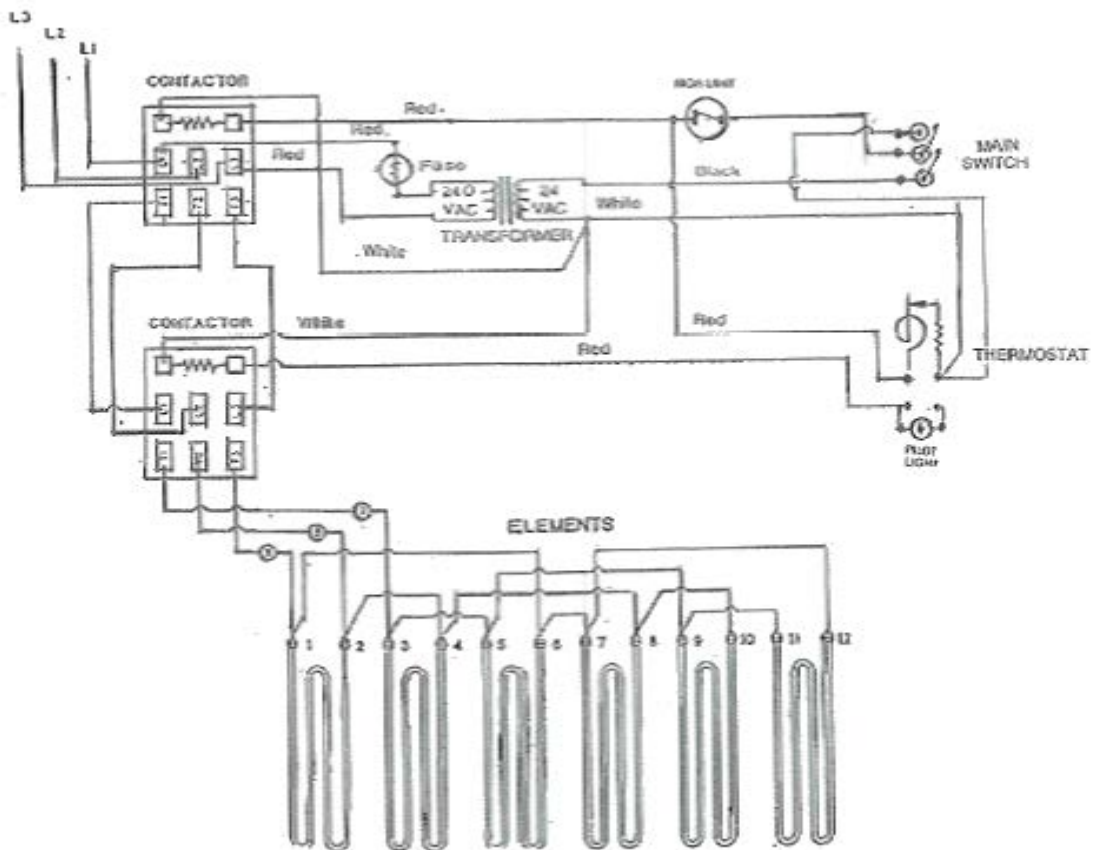 L3
L2
L1
CONTACTOR
HIGH LIMIT
Red
Red
Red
Fuse
MAIN
SWITCH
Black
240
VAC
24
VAC
White
TRANSFORMER
White
CONTACTOR
White
Red
Red
THERMOSTAT
PILOT
LIGHT
ELEMENTS
1 2 3 4 5 6 7 8 9 10 11 12